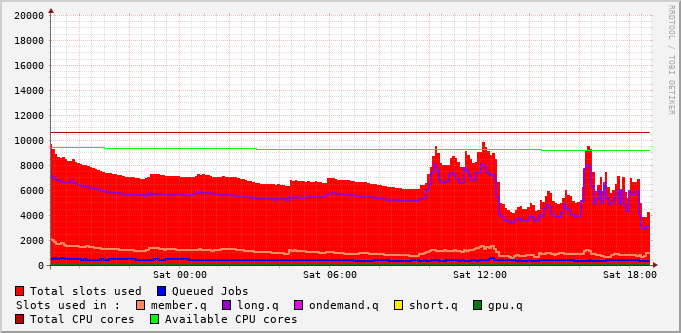 20000
18000
16000
14000
12000
10000
8000
6000
4000
2000
0
Sat 00:00 Sat 06:00 Sat 12:00 Sat 18:00
Total slots used Queued Jobs
Slots used in : member.q long.q ondemand.q short.q gpu.q
Total CPU cores Available CPU cores
RRDTOOL / TOBI OETIKER